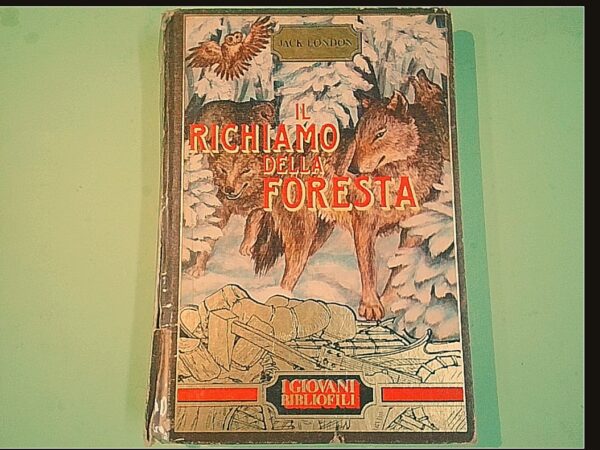 JACK LONDON
IL
RICHIAMO
DELLA
FORESTA
I GIOVANI
BIBLIOFILI